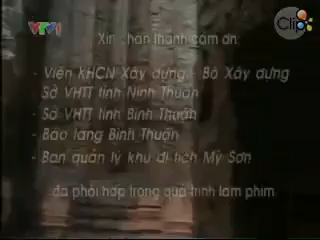 VTV1
Clip
Xin chân thành cảm ơn:
- Viện KHCN Xây dựng - Bộ Xây dựng
Sở VHTT tỉnh Ninh Thuận
- Sở VHTT tỉnh Bình Thuận
- Bảo tàng Bình Thuận
- Ban quản lý khu di tích Mỹ Sơn
đã phối hợp trong quá trình làm phim